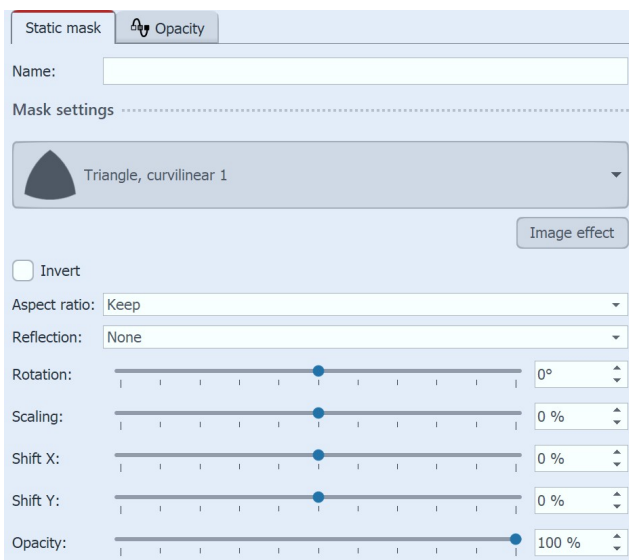 Static mask
Opacity
Name:
Mask settings
Triangle, curvilinear 1
Image effect
Invert
Aspect ratio: Keep
Reflection: None
Rotation: 0°
Scaling: 0 %
Shift X: 0 %
Shift Y: 0 %
Opacity: 100 %